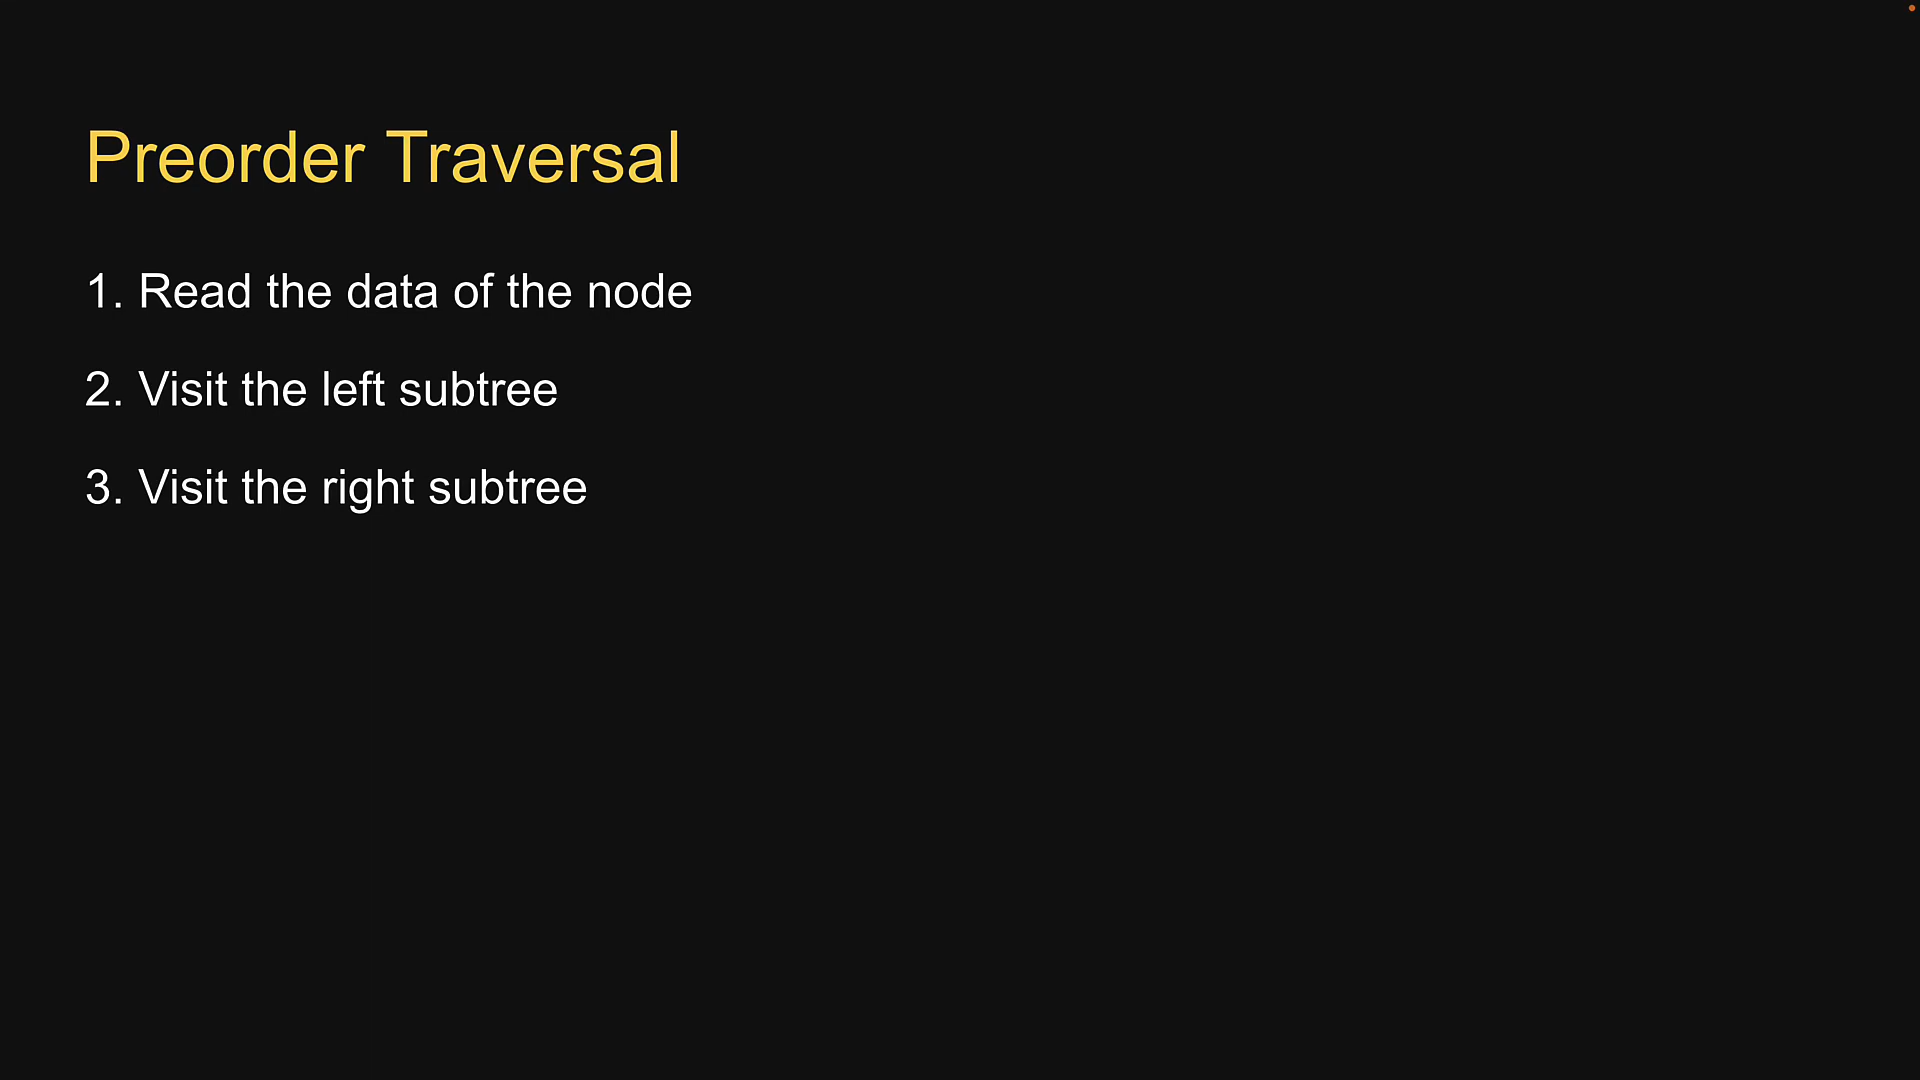 Preorder Traversal
1. Read the data of the node
2. Visit the left subtree
3. Visit the right subtree